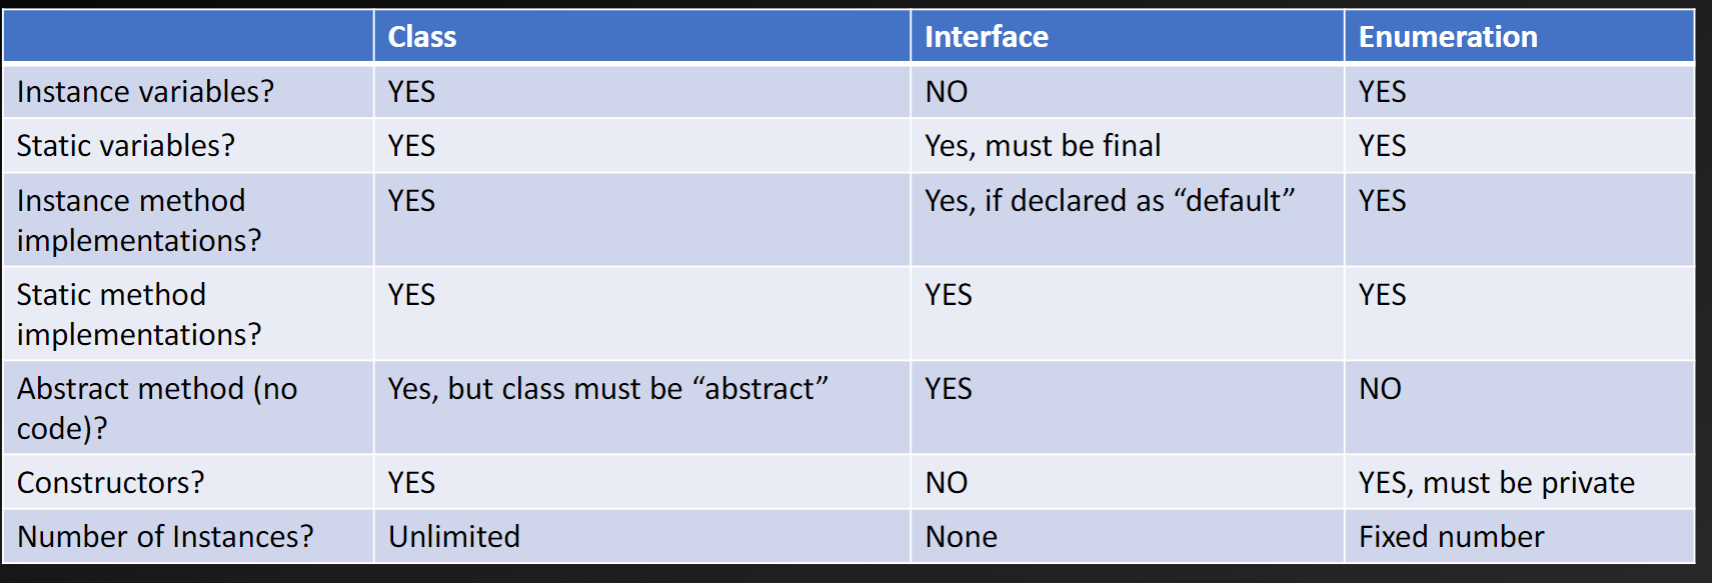 Class Interface Enumeration
Instance variables? YES NO YES
Static variables? YES Yes, must be final YES
Instance method YES Yes, if declared as “default” YES
implementations?
Static method YES YES YES
implementations?
Abstract method (no Yes, but class must be “abstract” YES NO
code)?
Constructors? YES NO YES, must be private
Number of Instances? Unlimited None Fixed number